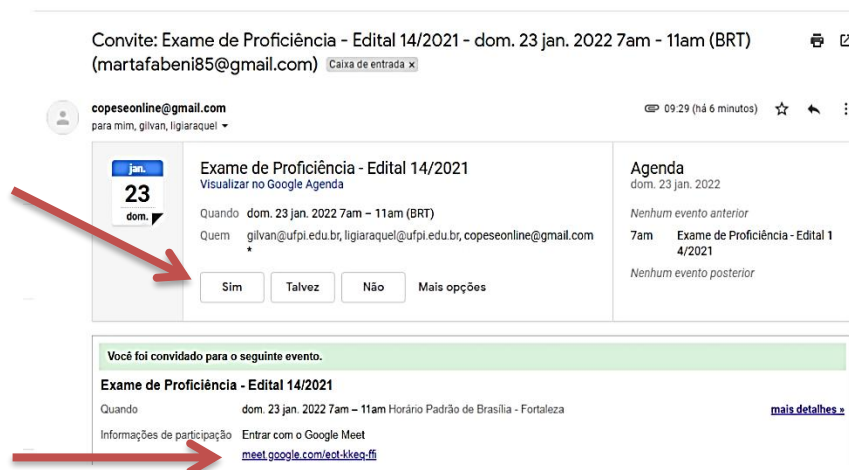 Convite: Exame de Proficiência - Edital 14/2021 - dom. 23 jan. 2022 7am - 11am (BRT)
(martafabeni85@gmail.com) Caixa de entrada x
copeseonline@gmail.com
09:29 (há 6 minutos)
para mim, gilvan, ligiaraquel
jan.
23
dom.
Exame de Proficiência - Edital 14/2021
Visualizar no Google Agenda
Quando dom. 23 jan. 2022 7am – 11am (BRT)
Quem gilvan@ufpi.edu.br, ligiaraquel@ufpi.edu.br, copeseonline@gmail.com
*
Sim Talvez Não Mais opções
Agenda
dom. 23 jan. 2022
Nenhum evento anterior
7am Exame de Proficiência - Edital 1
4/2021
Nenhum evento posterior
Você foi convidado para o seguinte evento.
Exame de Proficiência - Edital 14/2021
Quando dom. 23 jan. 2022 7am – 11am Horário Padrão de Brasília - Fortaleza
mais detalhes »
Informações de participação Entrar com o Google Meet
meet.google.com/eot-kkeq-ffi